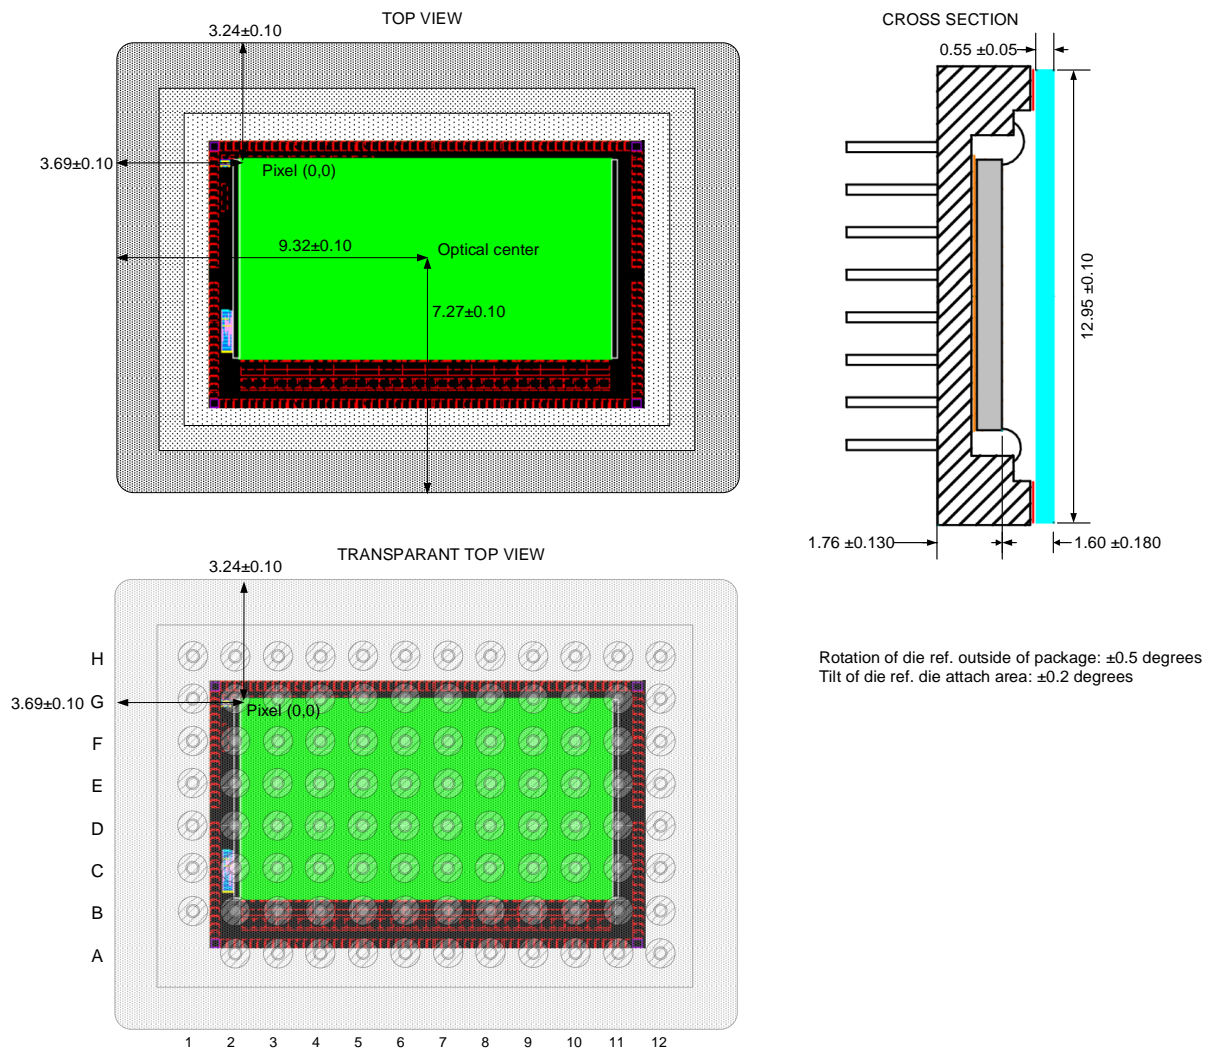 TOP VIEW
3.24±0.10
3.69±0.10
Pixel (0,0)
9.32±0.10
Optical center
7.27±0.10
CROSS SECTION
0.55 ±0.05
12.95 ±0.10
1.76 ±0.130
1.60 ±0.180
TRANSPARANT TOP VIEW
3.24±0.10
H
3.69±0.10 G
Pixel (0,0)
F
E
D
C
B
A
1 2 3 4 5 6 7 8 9 10 11 12
Rotation of die ref. outside of package: ±0.5 degrees
Tilt of die ref. die attach area: ±0.2 degrees